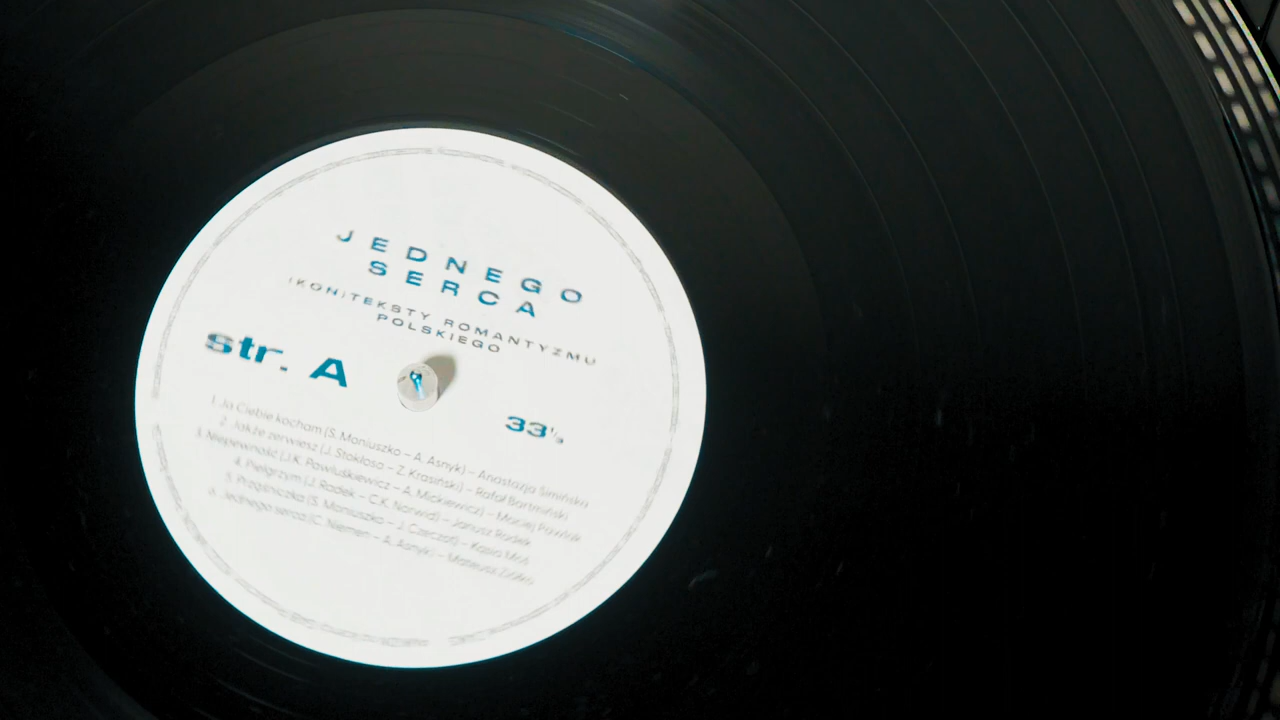 JEDNEGO
SERCA
(KON)TEKSTY ROMANTYZMU
POLSKIEGO
str. A
33⅓
1. Ja Ciebie kocham (S. Moniuszko – A. Asnyk) – Anastazja Simińska
2. Jakże zerwiesz (J. Stokłosa – Z. Krasiński) – Rafał Bartmiński
3. Niepewność (J.K. Pawluśkiewicz – A. Mickiewicz) – Maciej
4. Pielgrzym (J. Radek – C.K. Norwid) – Janusz Radek
5. Prząśniczka (S. Moniuszko – J. Czeczot) – Kasia Moś
6. Jednego serca (C. Niemen – A. Asnyk) – Mateusz Ziółko